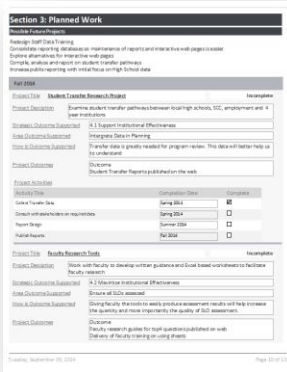 Section 3: Planned Work
Possible Future Projects
Redesign Staff Data Training
Consolidate reporting databases so maintenance of reports and interactive web pages is easier
Explore alternatives for interactive web pages
Compile, analyze and report on student transfer pathways
Increase public reporting with initial focus on High School data
Fall 2014
Project Title Student Transfer Research Project Incomplete
Project Description Examine student transfer pathways between local high schools, SCC, employment and 4 year institutions
Strategic Outcome Supported 4.1 Support Institutional Effectiveness
Area Outcome Supported Intergrate Data in Planning
How is Outcome Supported Transfer data is greatly needed for program review. This data will better help us to understand
Project Outcomes Outcome
Student Transfer Reports published on the web
Project Activities
Activity Title Completion Date Complete
Collect Transfer Data Spring 2014
Consult with stakeholders on required data Spring 2014
Report Design Summer 2014
Publish Reports Fall 2014
Project Title Faculty Research Tools Incomplete
Project Description Work with faculty to develop written guidance and Excel based worksheets to facilitate faculty research
Strategic Outcome Supported 4.2 Maximize Institutional Effectiveness
Area Outcome Supported Ensure all SLOs assessed
How is Outcome Supported Giving faculty the tools to easily produce assessment results will help increase the quantity and more importantly the quality of SLO assessment.
Project Outcomes Outcome
Faculty research guides for top4 questions published on web
Delivery of faculty training on using sheets
Tuesday, September 09, 2014 Page 10 of 13